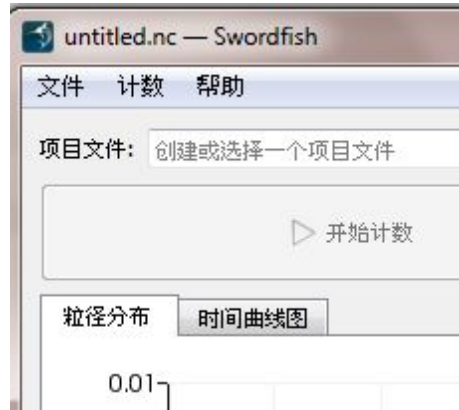 untitled.nc — Swordfish
文件 计数 帮助
项目文件: 创建或选择一个项目文件
开始计数
粒径分布 时间曲线图
0.01